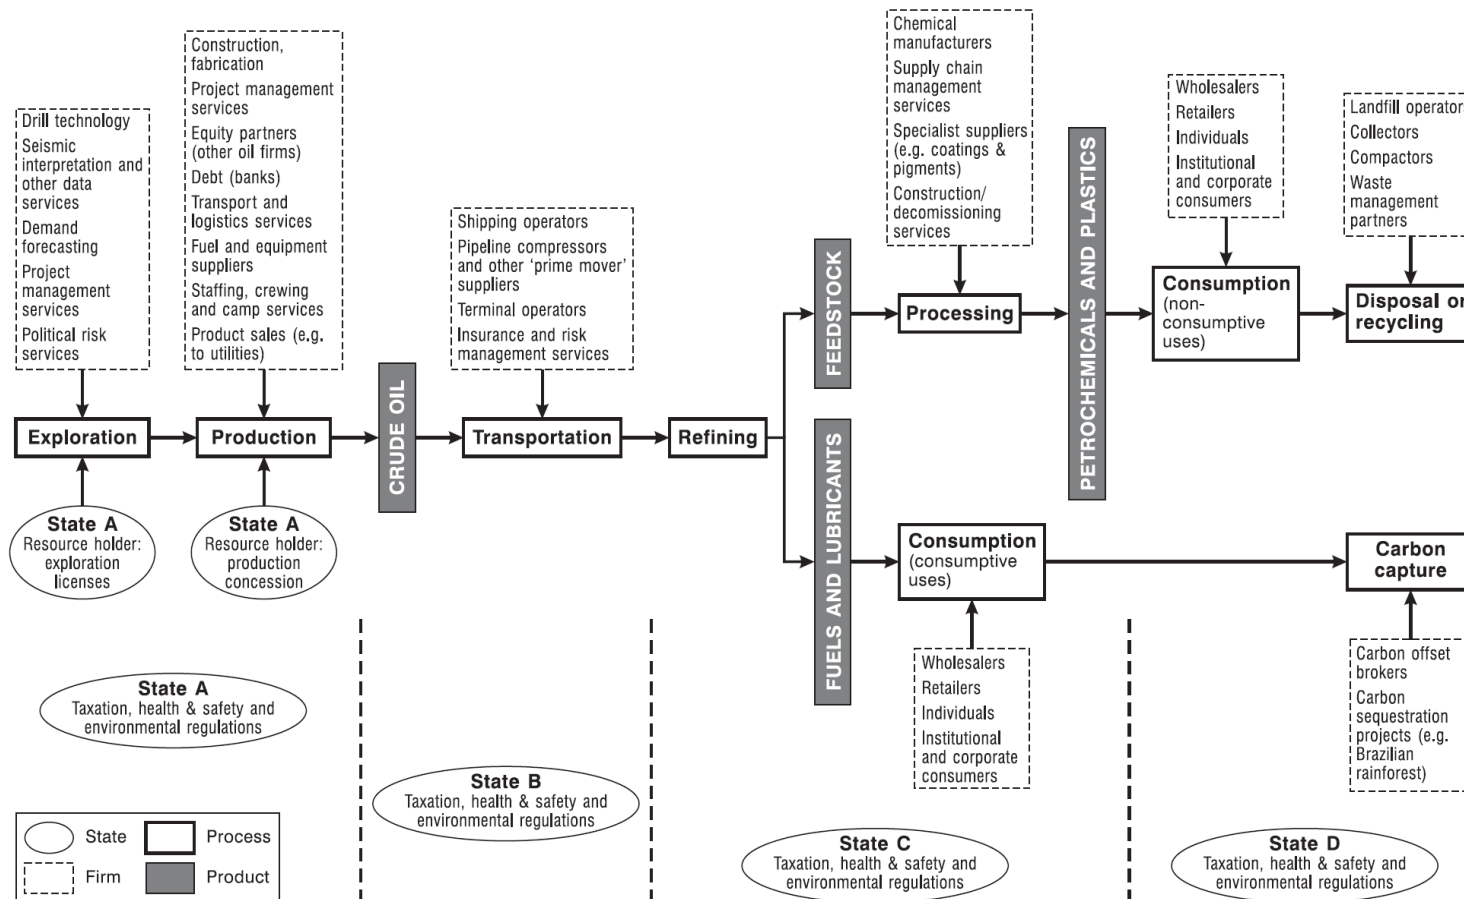 Drill technology
Seismic
interpretation and
other data
services
Demand
forecasting
Project
management
services
Political risk
services
Construction,
fabrication
Project management
services
Equity partners
(other oil firms)
Debt (banks)
Transport and
logistics services
Fuel and equipment
suppliers
Staffing, crewing
and camp services
Product sales (e.g.
to utilities)
Shipping operators
Pipeline compressors
and other ‘prime mover’
suppliers
Terminal operators
Insurance and risk
management services
Chemical
manufacturers
Supply chain
management
services
Specialist suppliers
(e.g. coatings &
pigments)
Construction/
decomissioning
services
Wholesalers
Retailers
Individuals
Institutional
and corporate
consumers
Landfill operators
Collectors
Compactors
Waste
management
partners
Exploration
Production
CRUDE OIL
Transportation
Refining
FEEDSTOCK
Processing
PETROCHEMICALS AND PLASTICS
Consumption
(non-
consumptive
uses)
Disposal or
recycling
FUELS AND LUBRICANTS
Consumption
(consumptive
uses)
Carbon
capture
State A
Resource holder:
exploration
licenses
State A
Resource holder:
production
concession
Wholesalers
Retailers
Individuals
Institutional
and corporate
consumers
Carbon offset
brokers
Carbon
sequestration
projects (e.g.
Brazilian
rainforest)
State A
Taxation, health & safety and
environmental regulations
State B
Taxation, health & safety and
environmental regulations
State C
Taxation, health & safety and
environmental regulations
State D
Taxation, health & safety and
environmental regulations
State
Process
Firm
Product